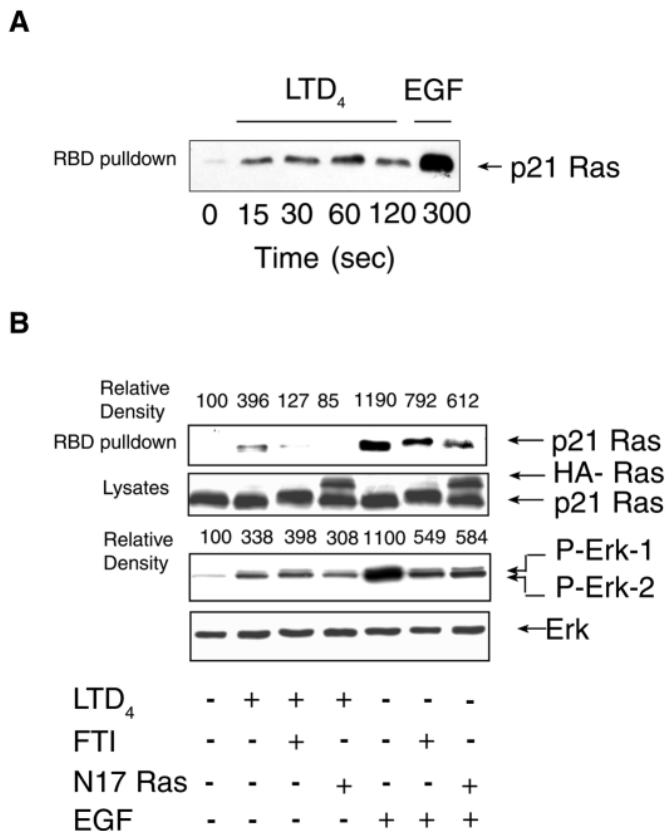 A
LTD4 EGF
RBD pulldown
p21 Ras
0 15 30 60 120 300
Time (sec)
B
Relative
Density
100 396 127 85 1190 792 612
RBD pulldown
p21 Ras
HA- Ras
Lysates
p21 Ras
Relative
Density
100 338 398 308 1100 549 584
P-Erk-1
P-Erk-2
Erk
LTD4 - + + + - - -
FTI - - + - - + -
N17 Ras - - - + - - +
EGF - - - - + + +